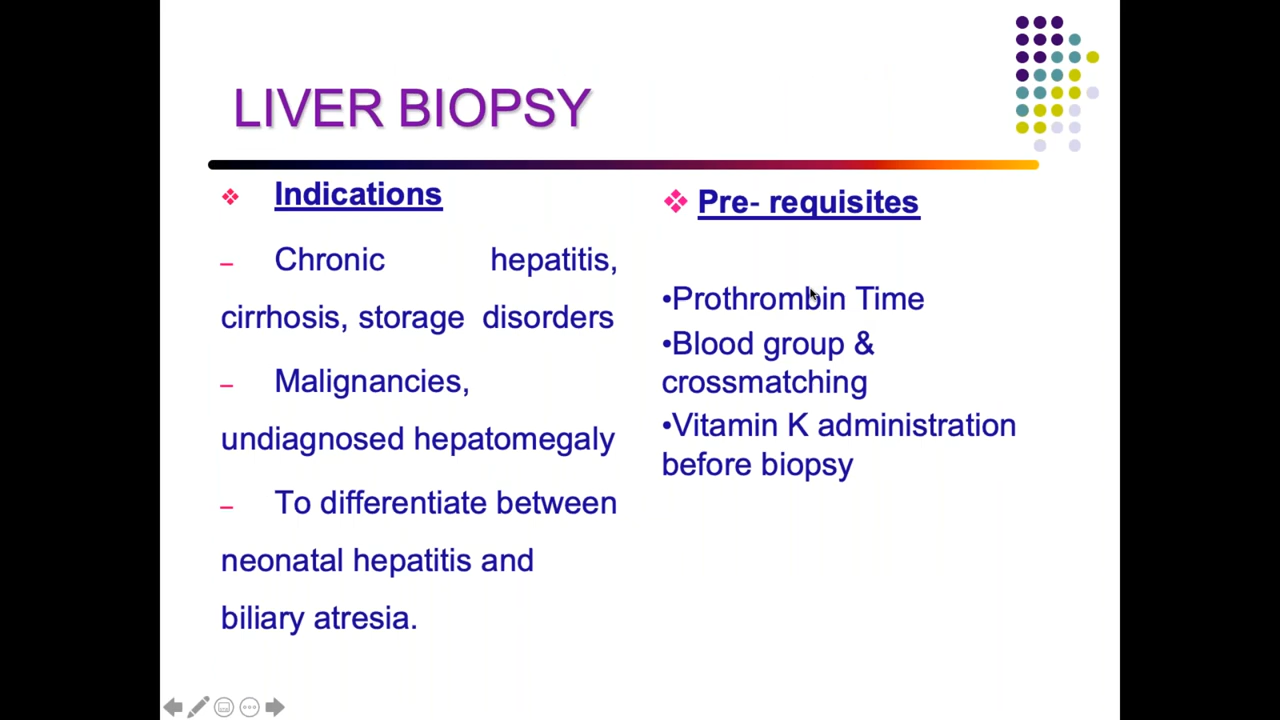 LIVER BIOPSY
❖ Indications
– Chronic hepatitis,
cirrhosis, storage disorders
– Malignancies,
undiagnosed hepatomegaly
– To differentiate between
neonatal hepatitis and
biliary atresia.
❖ Pre- requisites
•Prothrombin Time
•Blood group &
crossmatching
•Vitamin K administration
before biopsy